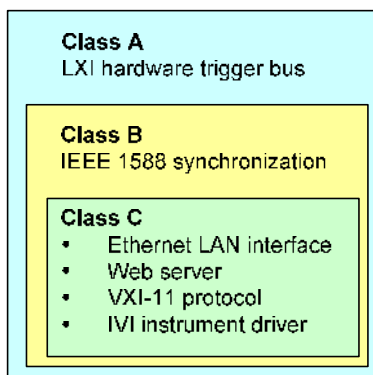 Class A
LXI hardware trigger bus
Class B
IEEE 1588 synchronization
Class C
• Ethernet LAN interface
• Web server
• VXI-11 protocol
• IVI instrument driver